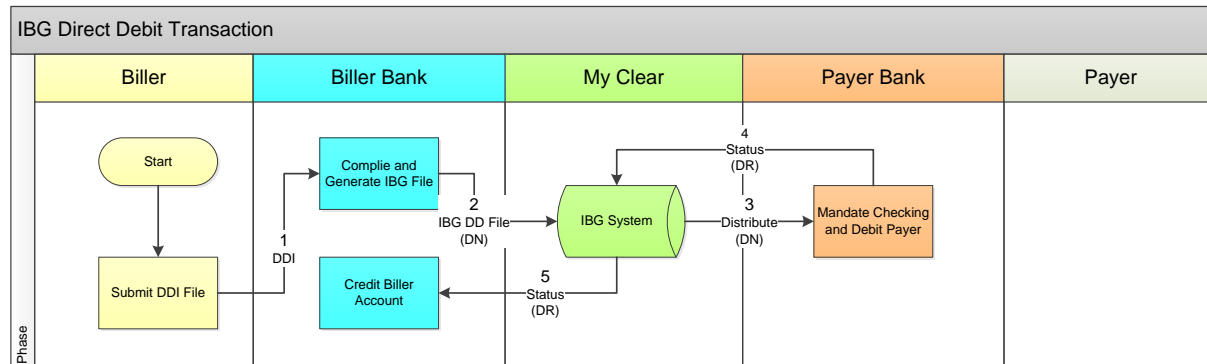 IBG Direct Debit Transaction
Biller
Biller Bank
My Clear
Payer Bank
Payer
Phase
Start
Submit DDI File
1
DDI
Complie and
Generate IBG File
2
IBG DD File
(DN)
IBG System
3
Distribute
(DN)
Mandate Checking
and Debit Payer
4
Status
(DR)
5
Status
(DR)
Credit Biller
Account